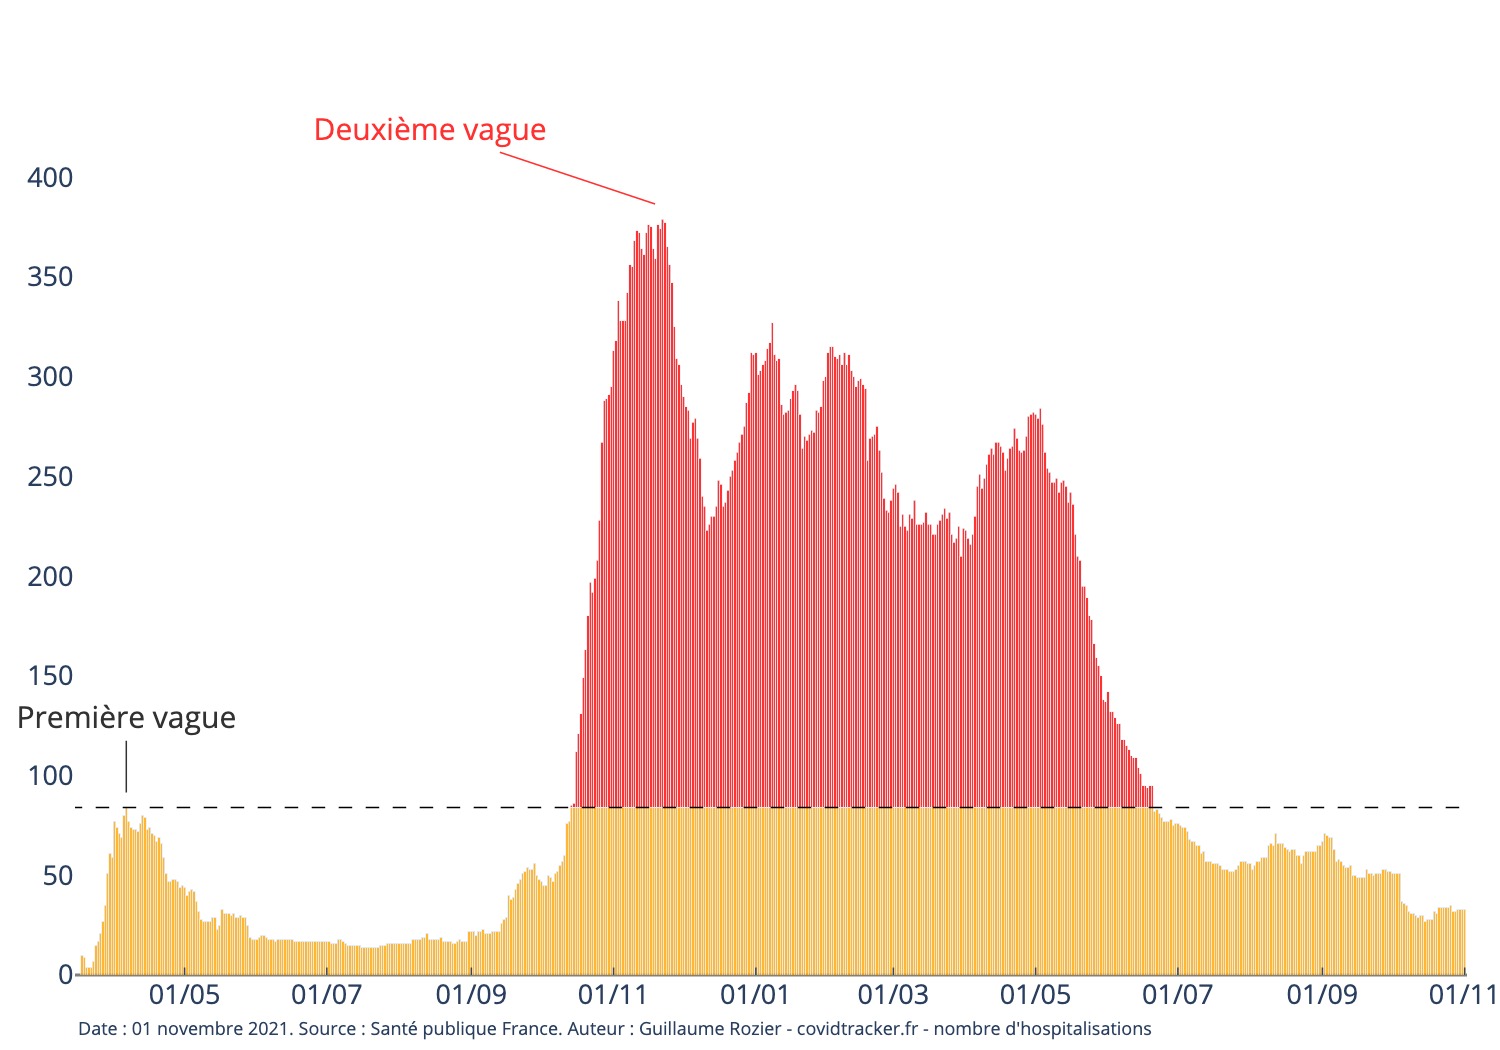 Deuxième vague
400
350
300
250
200
150
Première vague
100
50
0
01/05 01/07 01/09 01/11 01/01 01/03 01/05 01/07 01/09 01/11
Date : 01 novembre 2021. Source : Santé publique France. Auteur : Guillaume Rozier - covidtracker.fr - nombre d'hospitalisations